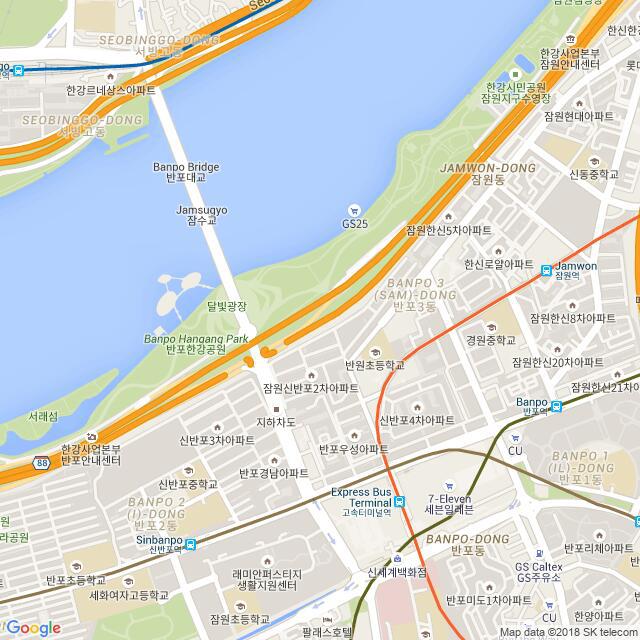 SEOBINGGO-DONG
서빙고동
한강르네상스아파트
SEOBINGGO-DONG
서빙고동
한강사업본부
잠원안내센터
한강시민공원
잠원지구수영장
잠원현대아파트
JAMWON-DONG
잠원동
신동중학교
Banpo Bridge
반포대교
Jamsugyo
잠수교
GS25
잠원한신5차아파트
한신로얄아파트
Jamwon
잠원역
BANPO 3
(SAM)-DONG
반포3동
달빛광장
Banpo Hangang Park
반포한강공원
잠원한신8차아파트
경원중학교
반원초등학교
잠원한신20차아파트
잠원한신21차아
잠원신반포2차아파트
Banpo
반포역
서래섬
지하차도
신반포4차아파트
신반포3차아파트
반포우성아파트
CU
한강사업본부
반포안내센터
88
BANPO 1
(IL)-DONG
반포1동
반포경남아파트
신반포중학교
Express Bus
Terminal
고속터미널역
7-Eleven
세븐일레븐
BANPO 2
(I)-DONG
반포2동
Sinbanpo
신반포역
BANPO-DONG
반포동
반포리체아파트
라공원
반포초등학교
래미안퍼스티지
생활지원센터
신세계백화점
GS Caltex
GS주유소
세화여자고등학교
잠원초등학교
반포미도1차아파트
CU
한양아파트
팔래스호텔
Google
Map data ©2018 SK telecom